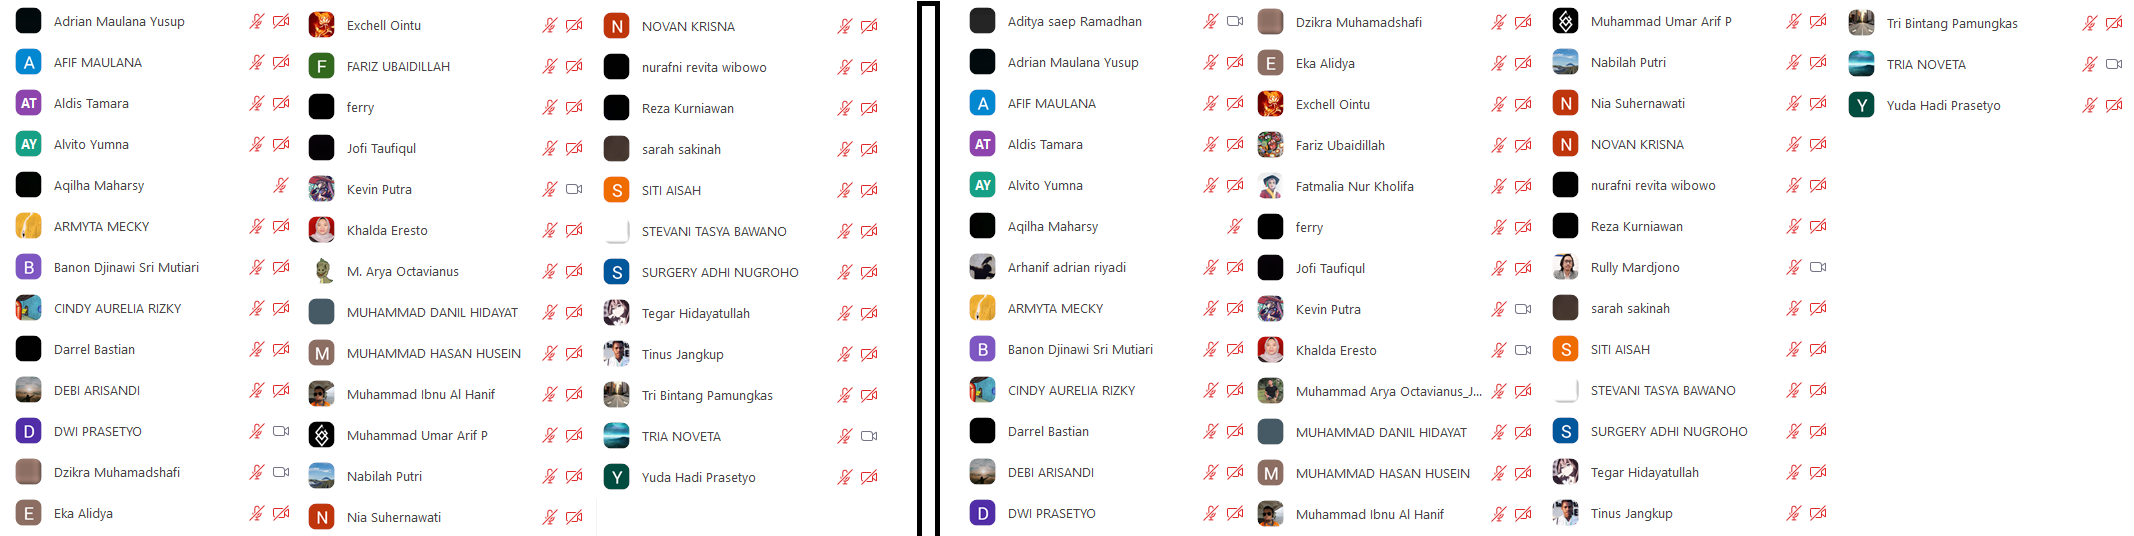 Adrian Maulana Yusup
A AFIF MAULANA
AT Aldis Tamara
AY Alvito Yumna
Aqilha Maharsy
ARMYTA MECKY
B Banon Djinawi Sri Mutiari
CINDY AURELIA RIZKY
Darrel Bastian
DEBI ARISANDI
D DWI PRASETYO
Dzikra Muhamadshafi
E Eka Alidya
Exchell Ointu
F FARIZ UBAIDILLAH
ferry
Jofi Taufiqul
Kevin Putra
Khalda Eresto
M. Arya Octavianus
MUHAMMAD DANIL HIDAYAT
M MUHAMMAD HASAN HUSEIN
Muhammad Ibnu Al Hanif
Muhammad Umar Arif P
Nabilah Putri
N Nia Suhernawati
N NOVAN KRISNA
nurafni revita wibowo
Reza Kurniawan
sarah sakinah
S SITI AISAH
STEVANI TASYA BAWANO
S SURGERY ADHI NUGROHO
Tegar Hidayatullah
Tinus Jangkup
Tri Bintang Pamungkas
TRIA NOVETA
Y Yuda Hadi Prasetyo
Aditya saep Ramadhan
Adrian Maulana Yusup
A AFIF MAULANA
AT Aldis Tamara
AY Alvito Yumna
Aqilha Maharsy
Arhanif adrian riyadi
ARMYTA MECKY
B Banon Djinawi Sri Mutiari
CINDY AURELIA RIZKY
Darrel Bastian
DEBI ARISANDI
D DWI PRASETYO
Dzikra Muhamadshafi
E Eka Alidya
Exchell Ointu
Fariz Ubaidillah
Fatmalia Nur Kholifa
ferry
Jofi Taufiqul
Kevin Putra
Khalda Eresto
Muhammad Arya Octavianus_J...
MUHAMMAD DANIL HIDAYAT
M MUHAMMAD HASAN HUSEIN
Muhammad Ibnu Al Hanif
Muhammad Umar Arif P
Nabilah Putri
N Nia Suhernawati
N NOVAN KRISNA
nurafni revita wibowo
Reza Kurniawan
Rully Mardjono
sarah sakinah
S SITI AISAH
STEVANI TASYA BAWANO
S SURGERY ADHI NUGROHO
Tegar Hidayatullah
Tinus Jangkup
Tri Bintang Pamungkas
TRIA NOVETA
Y Yuda Hadi Prasetyo